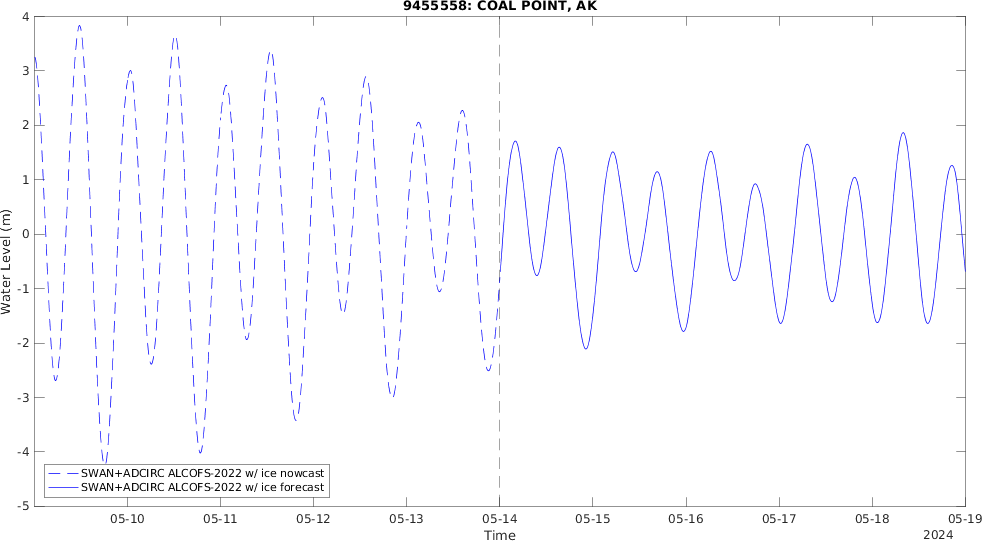 9455558: COAL POINT, AK
Water Level (m)
4
3
2
1
0
-1
-2
-3
-4
-5
SWAN+ADCIRC ALCOFS-2022 w/ ice nowcast
SWAN+ADCIRC ALCOFS-2022 w/ ice forecast
05-10 05-11 05-12 05-13 05-14 05-15 05-16 05-17 05-18 05-19
Time
2024